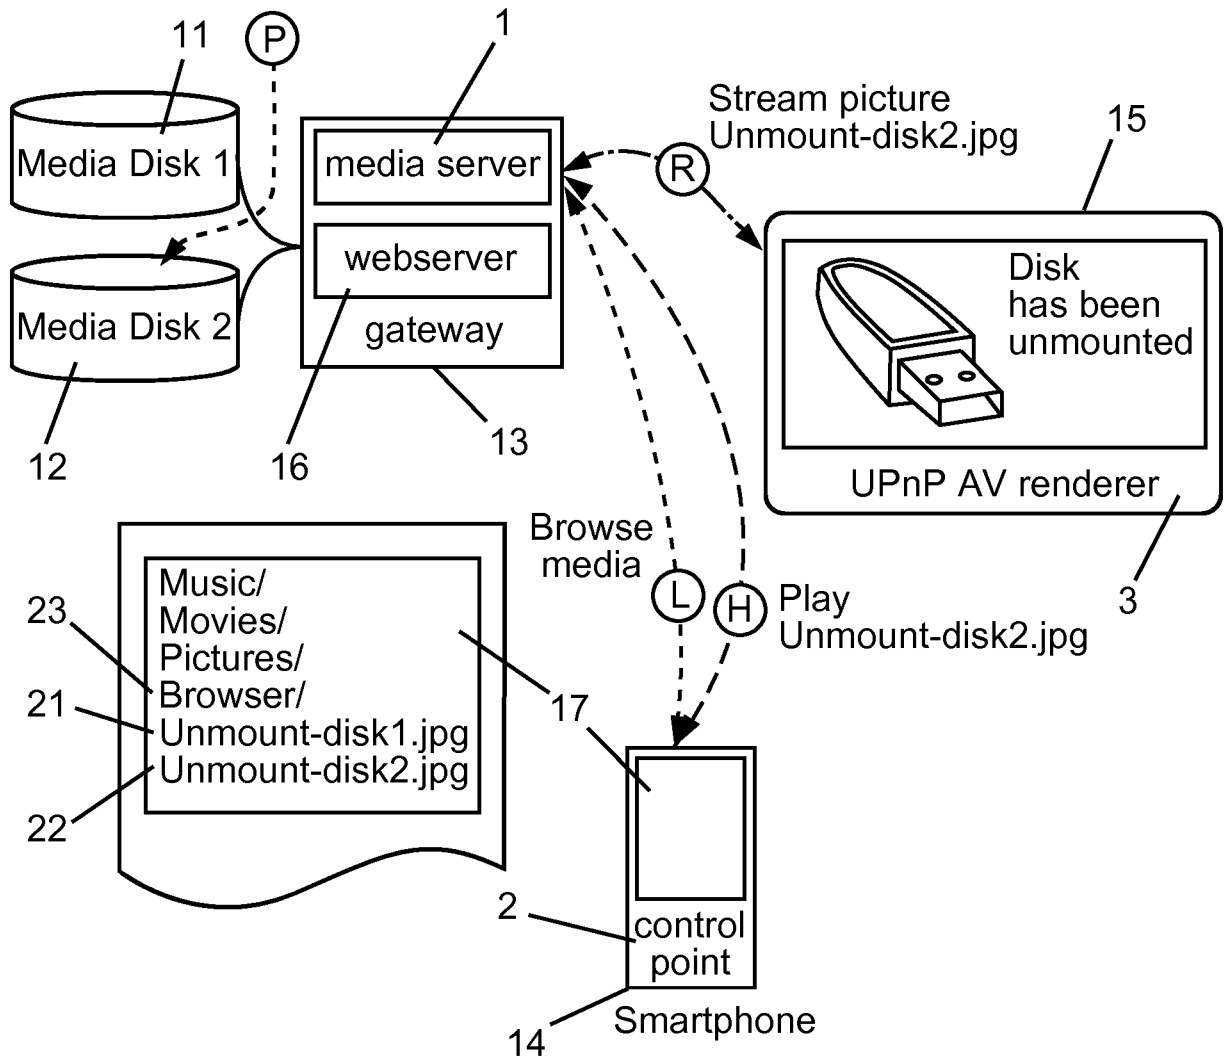 11
P
1
Stream picture
Unmount-disk2.jpg
15
Media Disk 1
media server
R
webserver
Disk
has been
unmounted
Media Disk 2
gateway
12
16
13
UPnP AV renderer
3
Browse
media
L
H
Play
Unmount-disk2.jpg
Music/
Movies/
Pictures/
Browser/
Unmount-disk1.jpg
Unmount-disk2.jpg
23
21
22
17
2
control
point
14
Smartphone